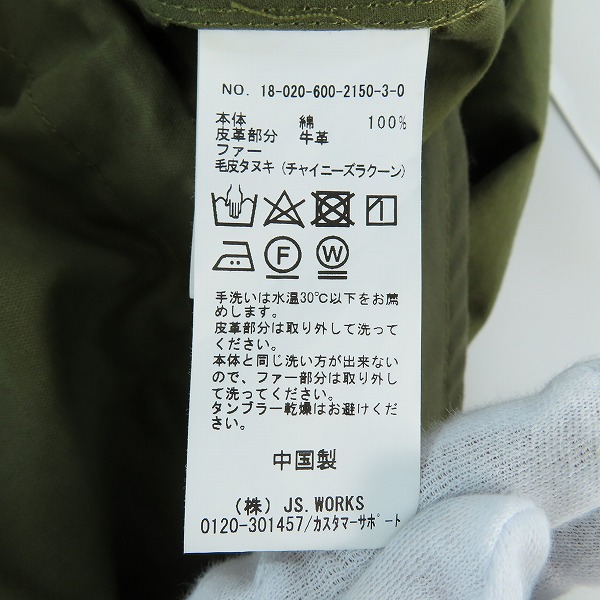 NO. 18-020-600-2150-3-0
本体 綿 100%
皮革部分 牛革
ファー
毛皮タヌキ (チャイニーズラクーン)
F W
手洗いは水温30℃以下をお薦
めします。
皮革部分は取り外して洗って
ください。
本体と同じ洗い方が出来ない
ので、ファー部分は取り外し
て洗ってください。
タンブラー乾燥はお避けくだ
さい。
中国製
(株) JS.WORKS
0120-301457/カスタマーサポート